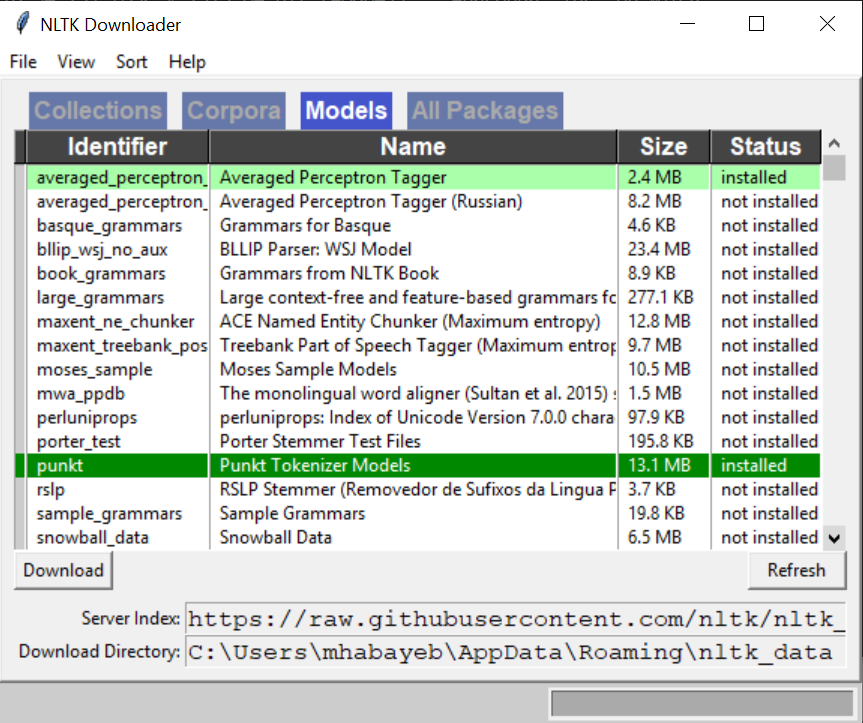 NLTK Downloader
File View Sort Help
Collections Corpora Models All Packages
Identifier Name Size Status
averaged_perceptron_ Averaged Perceptron Tagger 2.4 MB installed
averaged_perceptron_ Averaged Perceptron Tagger (Russian) 8.2 MB not installed
basque_grammars Grammars for Basque 4.6 KB not installed
bllip_wsj_no_aux BLLIP Parser: WSJ Model 23.4 MB not installed
book_grammars Grammars from NLTK Book 8.9 KB not installed
large_grammars Large context-free and feature-based grammars fo 277.1 KB not installed
maxent_ne_chunker ACE Named Entity Chunker (Maximum entropy) 12.8 MB not installed
maxent_treebank_pos Treebank Part of Speech Tagger (Maximum entrop 9.7 MB not installed
moses_sample Moses Sample Models 10.5 MB not installed
mwa_ppdb The monolingual word aligner (Sultan et al. 2015) s 1.5 MB not installed
perluniprops perluniprops: Index of Unicode Version 7.0.0 chara 97.9 KB not installed
porter_test Porter Stemmer Test Files 195.8 KB not installed
punkt Punkt Tokenizer Models 13.1 MB installed
rslp RSLP Stemmer (Removedor de Sufixos da Lingua P 3.7 KB not installed
sample_grammars Sample Grammars 19.8 KB not installed
snowball_data Snowball Data 6.5 MB not installed
Download Refresh
Server Index: https://raw.githubusercontent.com/nltk/nltk_
Download Directory: C:\Users\mhabayeb\AppData\Roaming\nltk_data